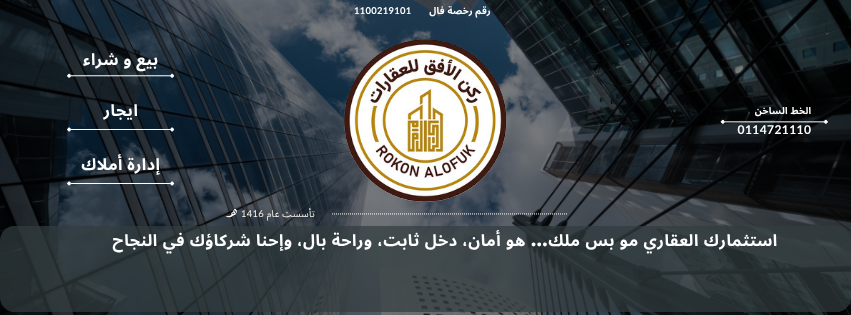 رقم رخصة فال 1100219101
ركن الأفق للعقارات
ROKON ALOFUK
بيع و شراء
ايجار
إدارة أملاك
الخط الساخن
0114721110
تأسست عام 1416 هـ
استثمارك العقاري مو بس ملك... هو أمان، دخل ثابت، وراحة بال، وإحنا شركاؤك في النجاح